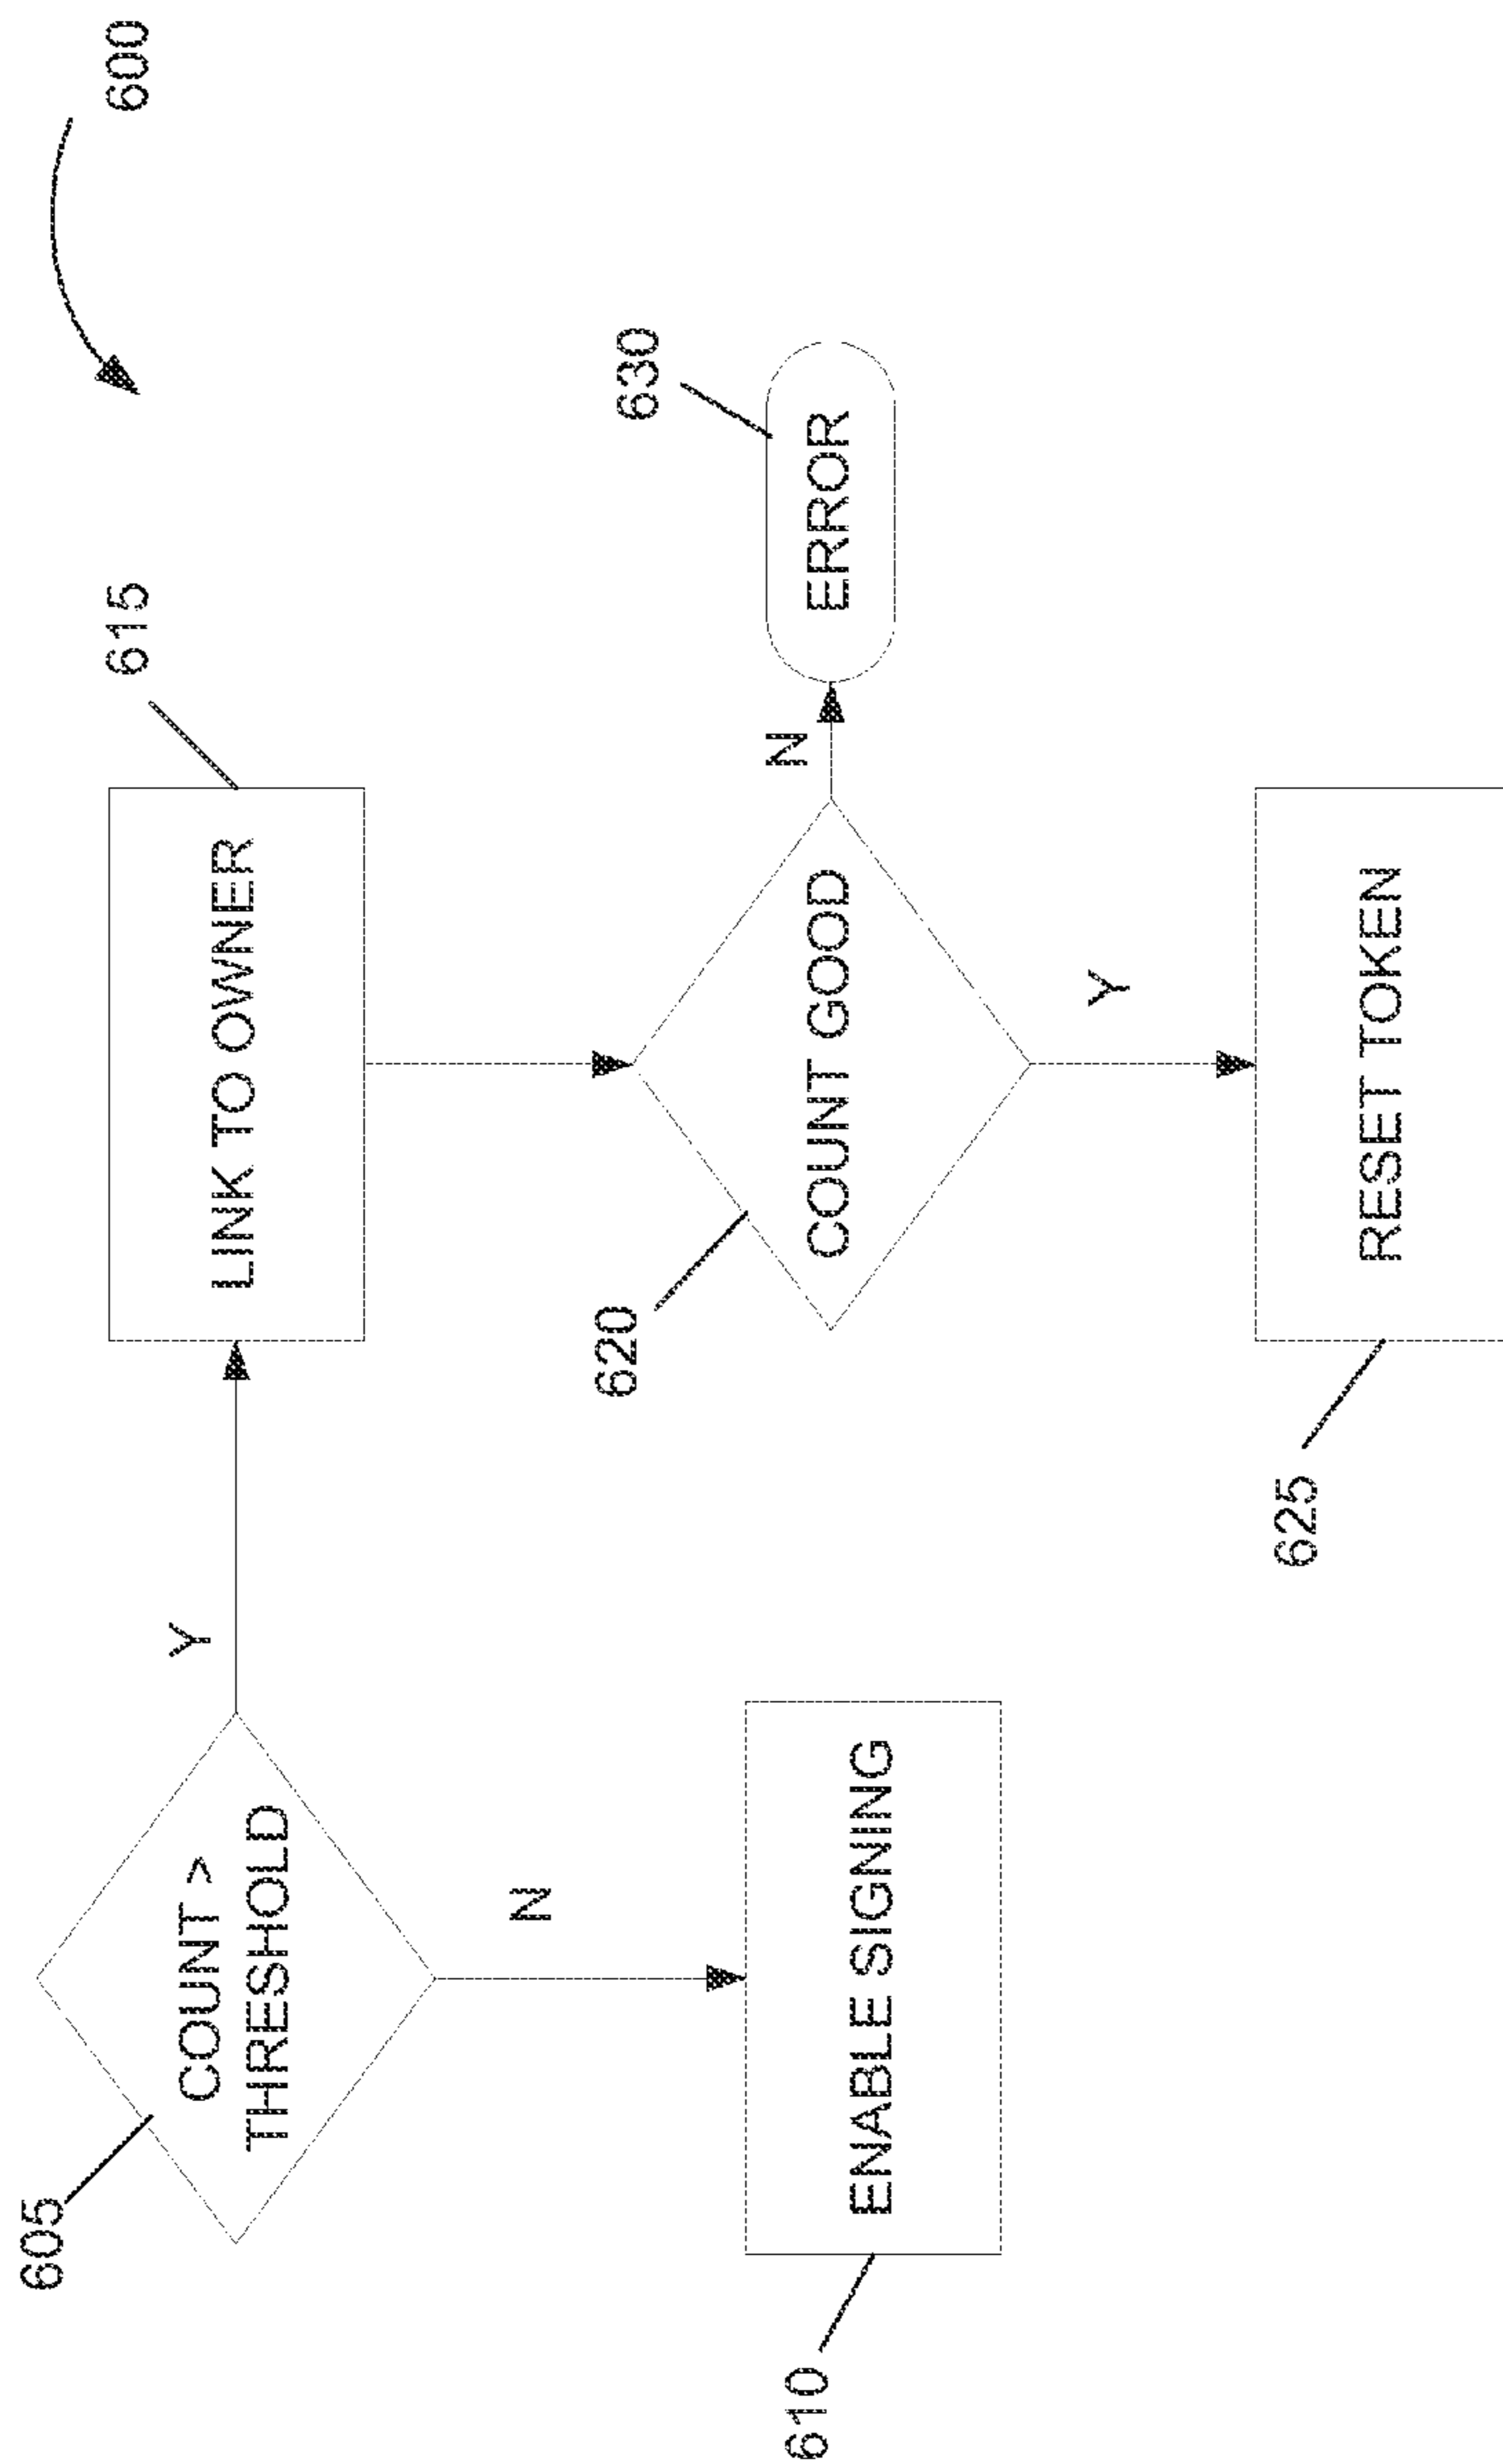 600
605
COUNT >
THRESHOLD
Y
LINK TO OWNER
615
N
620
COUNT GOOD
N
ERROR
630
610
ENABLE SIGNING
Y
625
RESET TOKEN